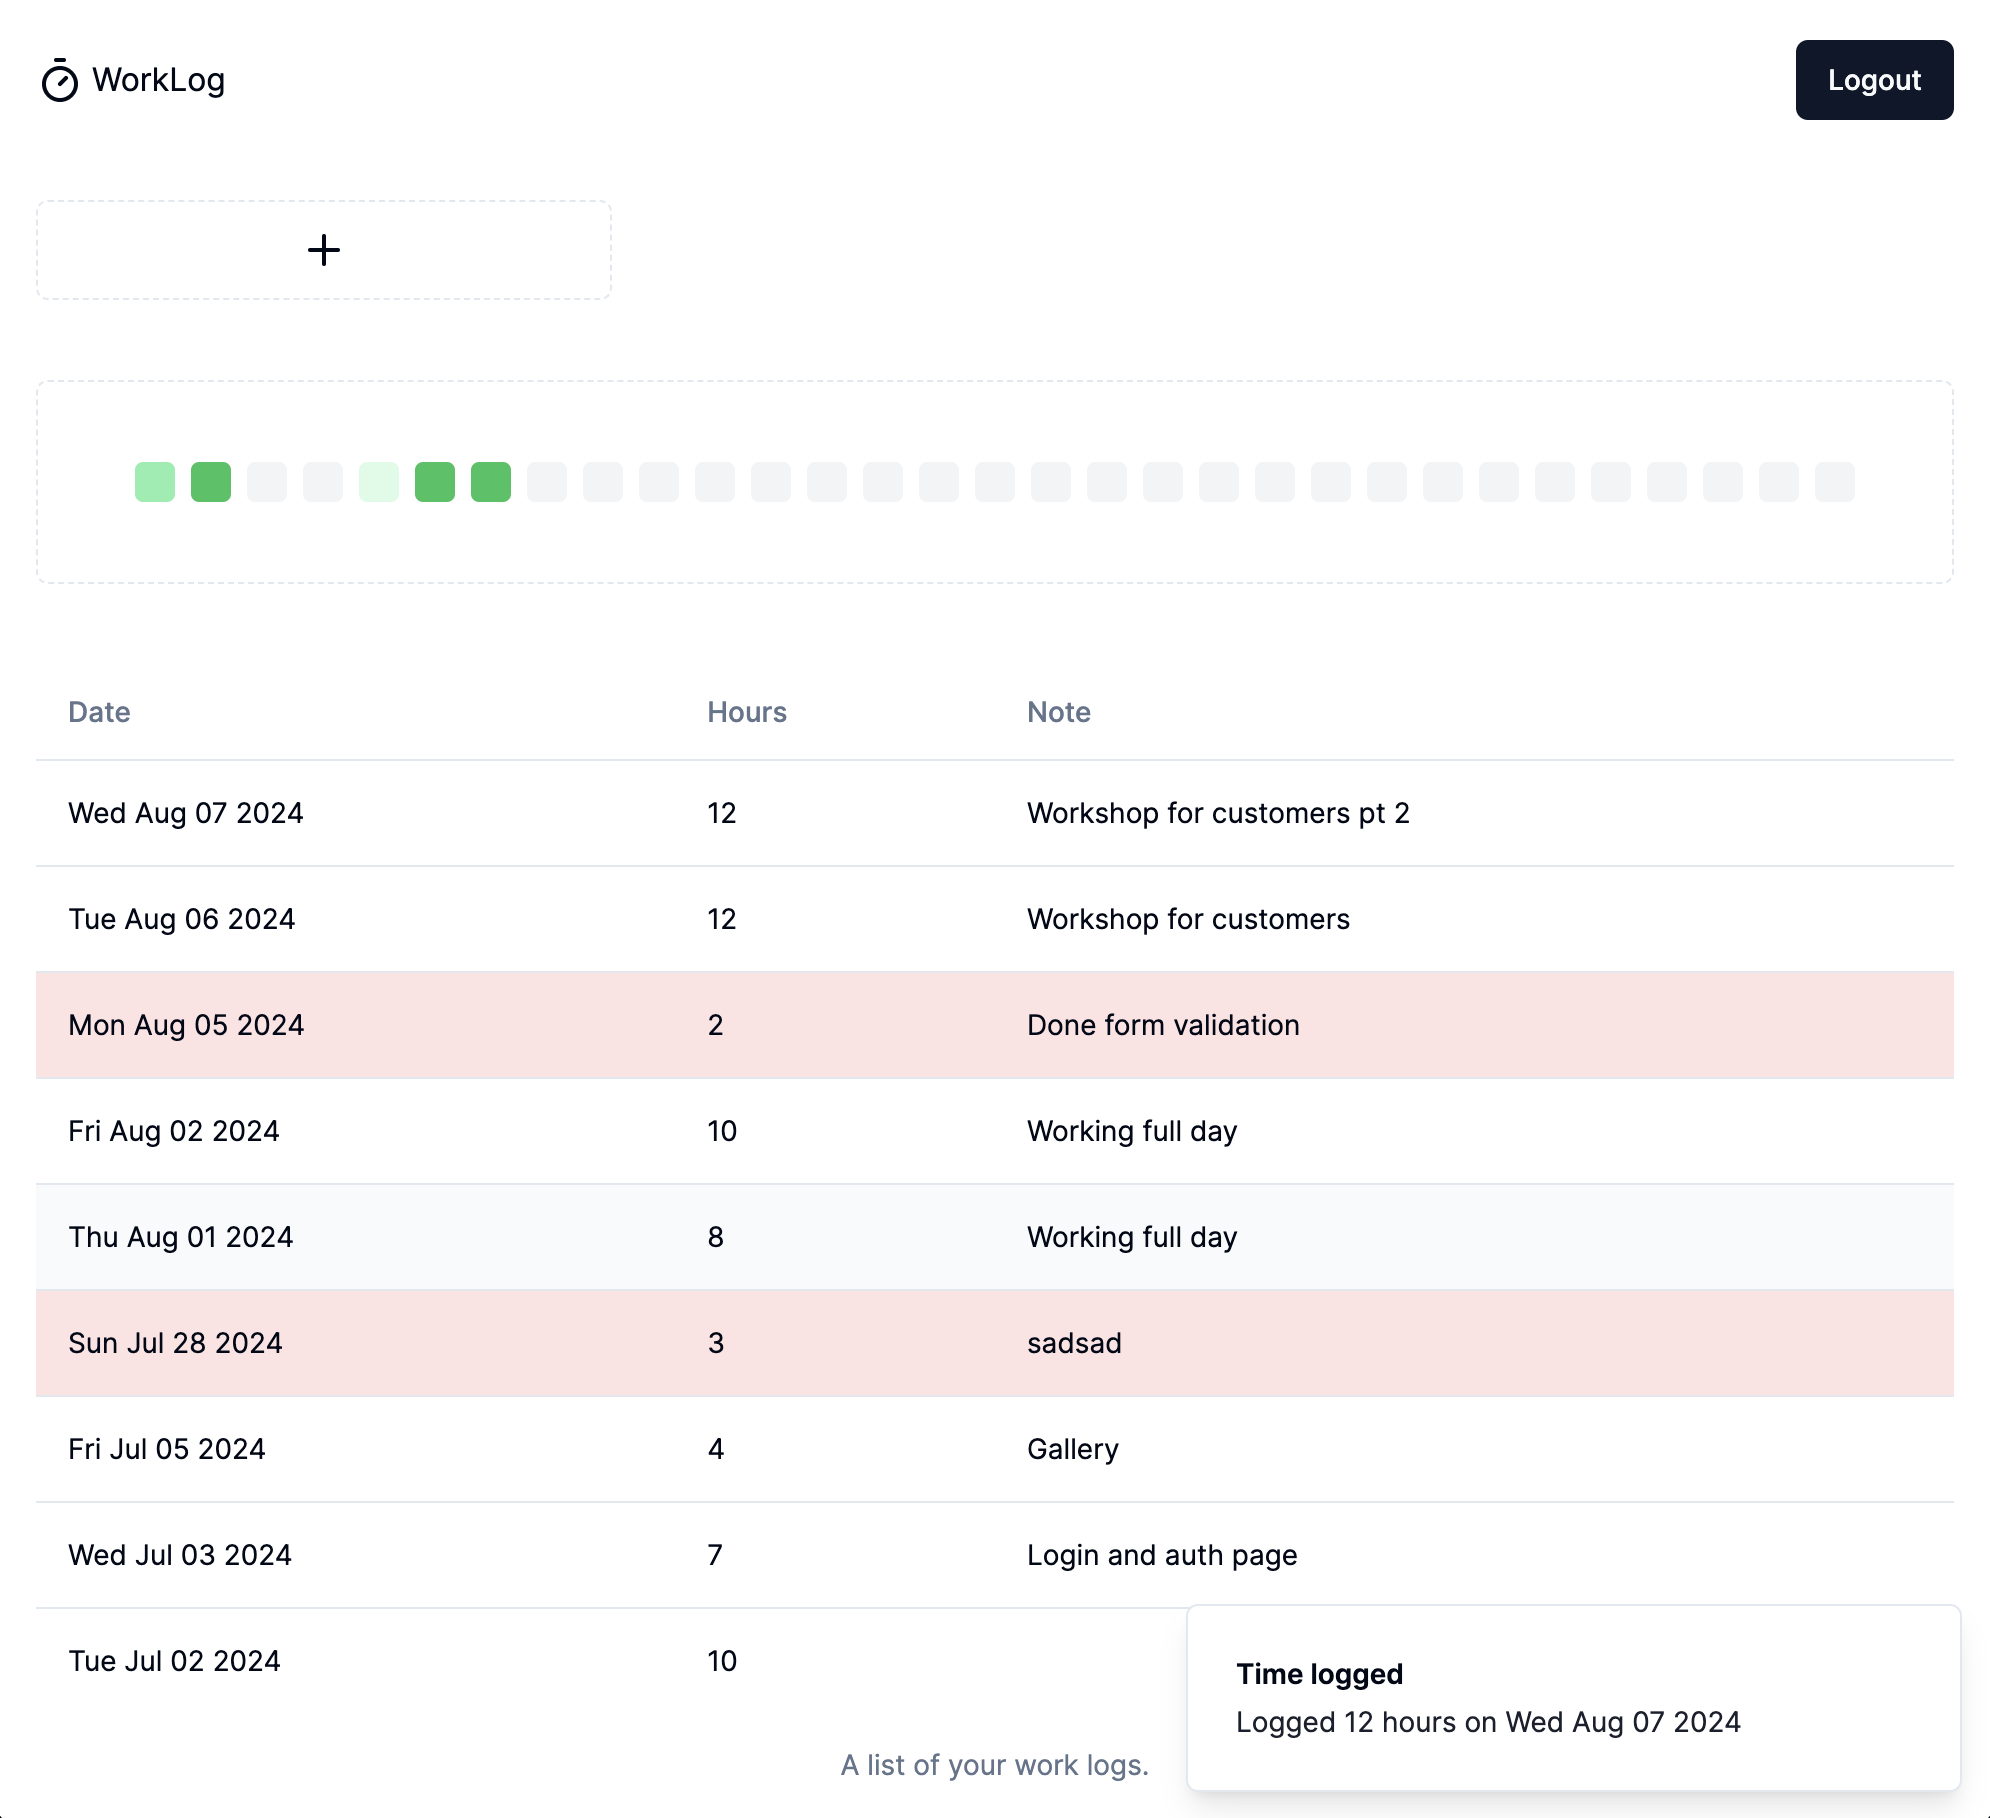 WorkLog
Logout
Date Hours Note
Wed Aug 07 2024 12 Workshop for customers pt 2
Tue Aug 06 2024 12 Workshop for customers
Mon Aug 05 2024 2 Done form validation
Fri Aug 02 2024 10 Working full day
Thu Aug 01 2024 8 Working full day
Sun Jul 28 2024 3 sadsad
Fri Jul 05 2024 4 Gallery
Wed Jul 03 2024 7 Login and auth page
Tue Jul 02 2024 10
Time logged
Logged 12 hours on Wed Aug 07 2024
A list of your work logs.